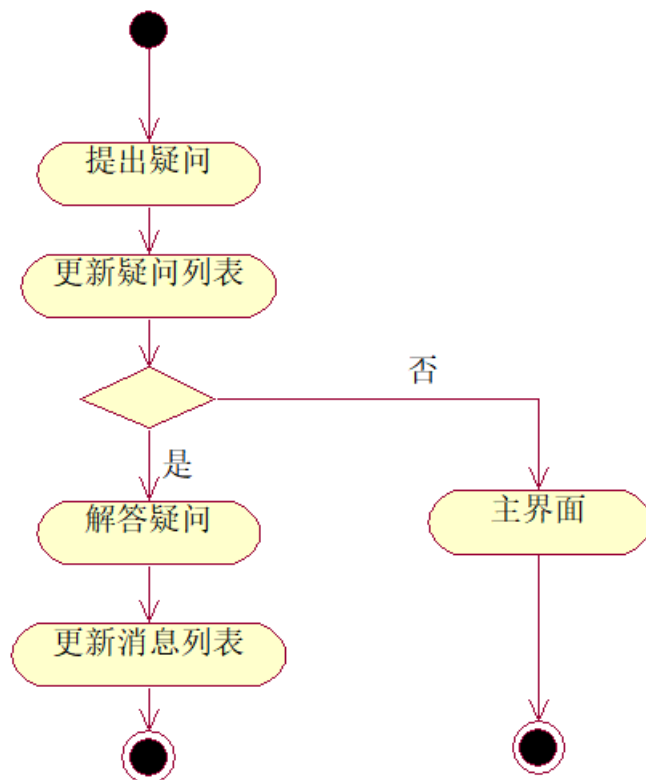 提出疑问
更新疑问列表
否
是
解答疑问
主界面
更新消息列表